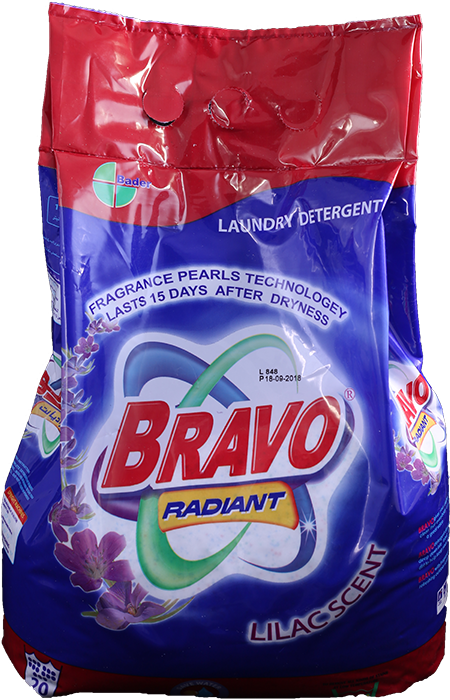 Bader
LAUNDRY DETERGENT
FRAGRANCE PEARLS TECHNOLOGEY
LASTS 15 DAYS AFTER DRYNESS
L 848
P 18-09-2018
BRAVO
®
RADIANT
LILAC SCENT
20